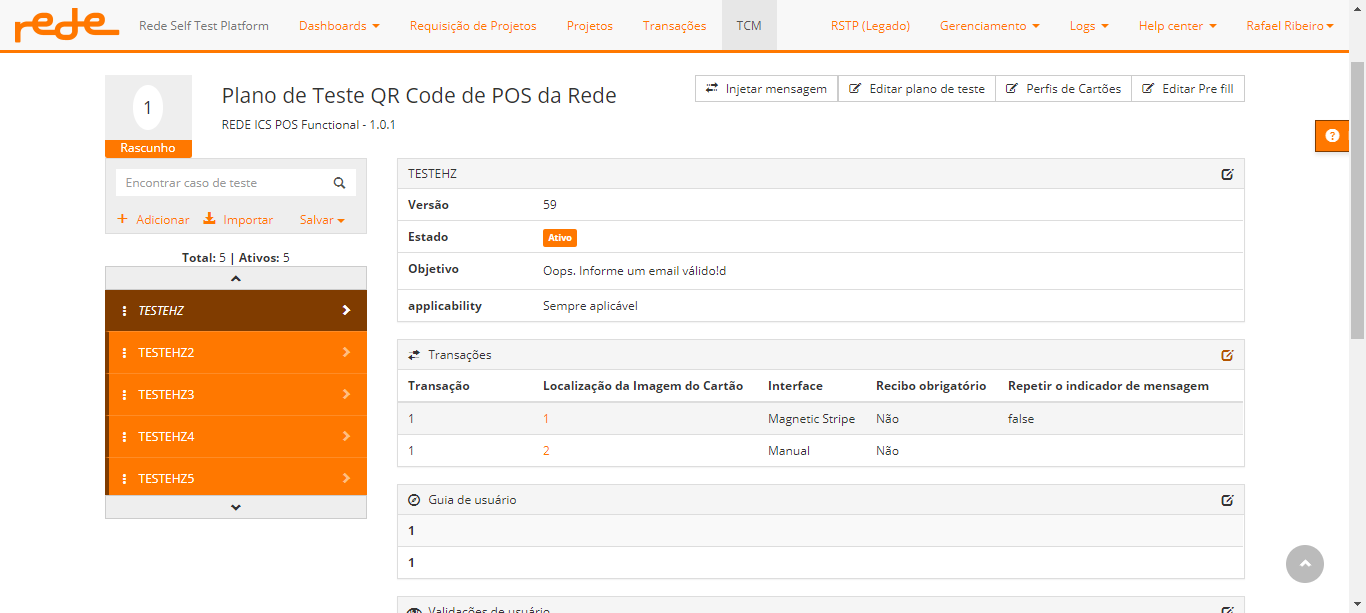 rede Rede Self Test Platform Dashboards Requisição de Projetos Projetos Transações TCM RSTP (Legado) Gerenciamento Logs Help center Rafael Ribeiro
1
Rascunho
Plano de Teste QR Code de POS da Rede
REDE ICS POS Functional - 1.0.1
Injetar mensagem Editar plano de teste Perfis de Cartões Editar Pre fill
Encontrar caso de teste
+ Adicionar Importar Salvar
Total: 5 | Ativos: 5
TESTEHZ
TESTEHZ2
TESTEHZ3
TESTEHZ4
TESTEHZ5
TESTEHZ
Versão 59
Estado Ativo
Objetivo Oops. Informe um email válido!d
applicability Sempre aplicável
Transações
Transação Localização da Imagem do Cartão Interface Recibo obrigatório Repetir o indicador de mensagem
1 1 Magnetic Stripe Não false
1 2 Manual Não
Guia de usuário
1
1
Validações de usuário
?